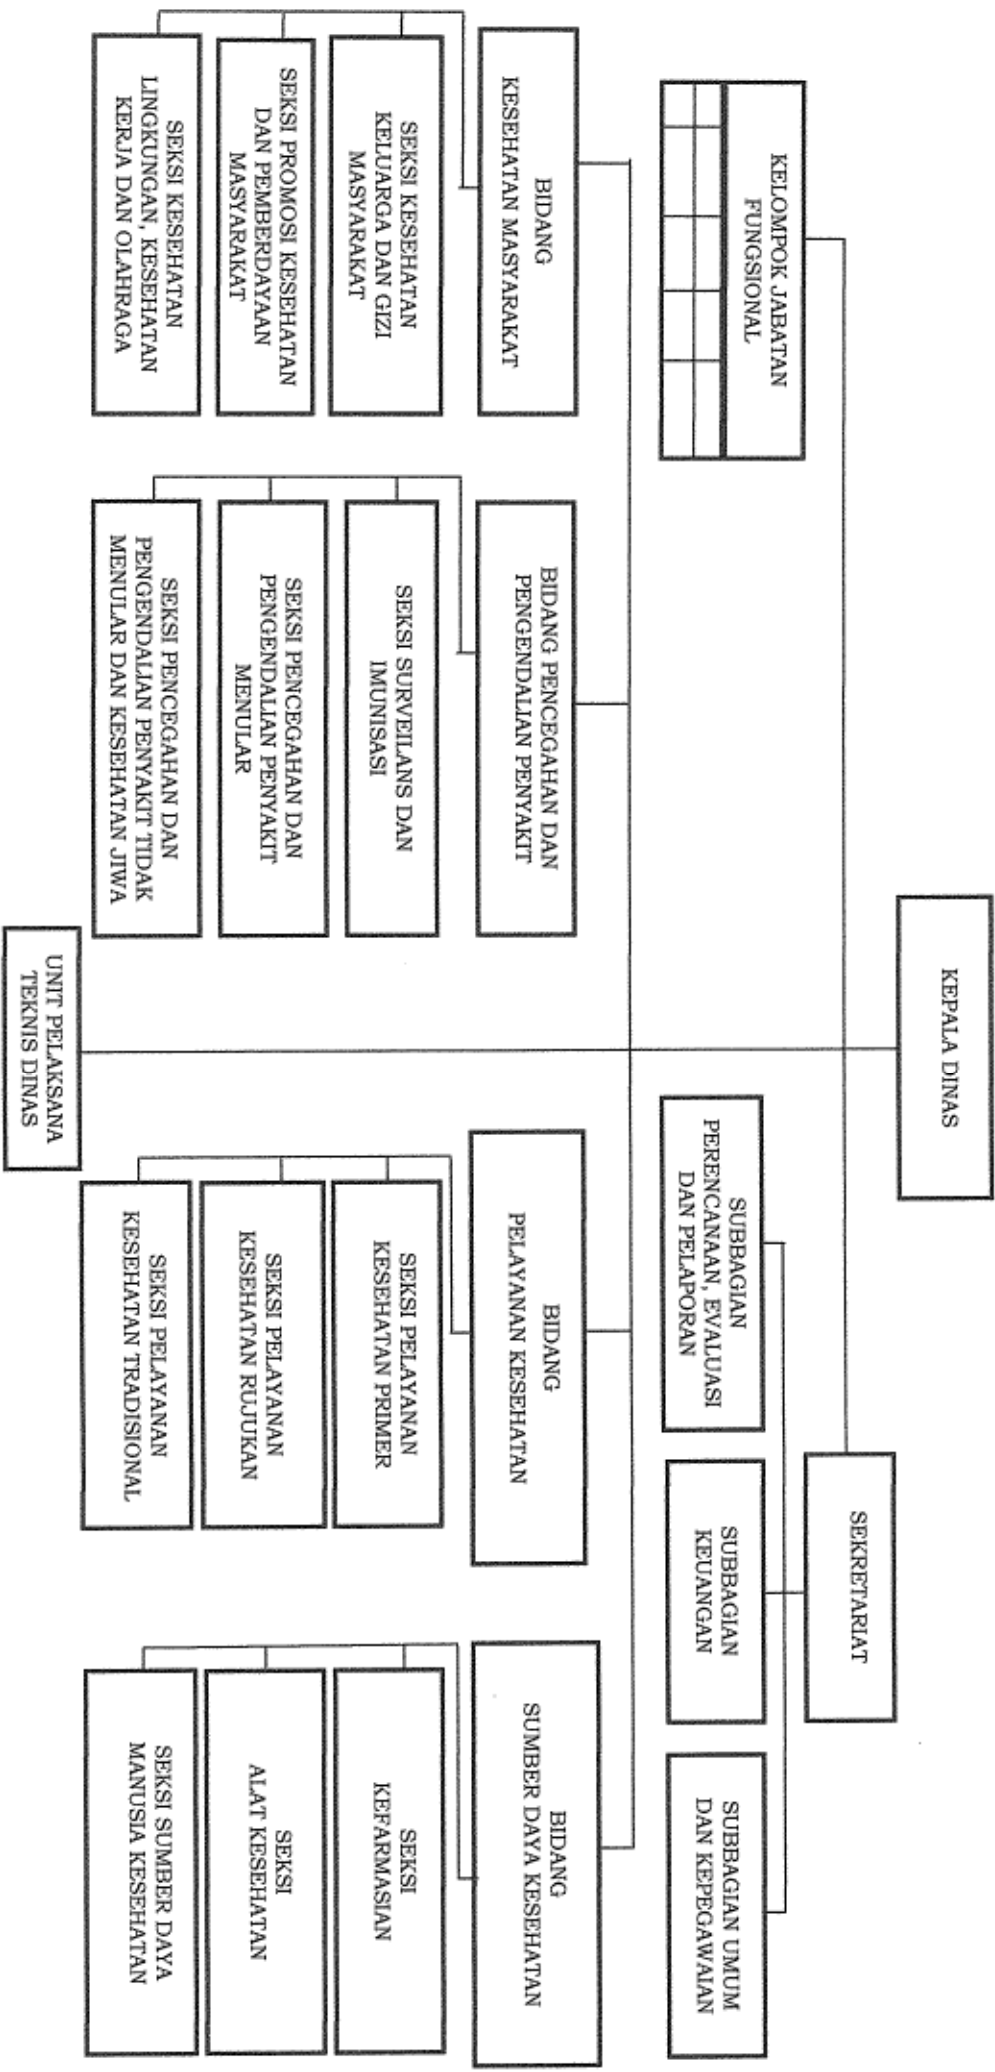 KEPALA DINAS
SEKRETARIAT
KELOMPOK JABATAN
FUNGSIONAL
SUBBAGIAN
PERENCANAAN, EVALUASI
DAN PELAPORAN
SUBBAGIAN
KEUANGAN
SUBBAGIAN UMUM
DAN KEPEGAWAIAN
BIDANG
KESEHATAN MASYARAKAT
SEKSI KESEHATAN
KELUARGA DAN GIZI
MASYARAKAT
SEKSI PROMOSI KESEHATAN
DAN PEMBERDAYAAN
MASYARAKAT
SEKSI KESEHATAN
LINGKUNGAN, KESEHATAN
KERJA DAN OLAHRAGA
BIDANG PENCEGAHAN DAN
PENGENDALIAN PENYAKIT
SEKSI SURVEILANS DAN
IMUNISASI
SEKSI PENCEGAHAN DAN
PENGENDALIAN PENYAKIT
MENULAR
SEKSI PENCEGAHAN DAN
PENGENDALIAN PENYAKIT TIDAK
MENULAR DAN KESEHATAN JIWA
BIDANG
PELAYANAN KESEHATAN
SEKSI PELAYANAN
KESEHATAN PRIMER
SEKSI PELAYANAN
KESEHATAN RUJUKAN
SEKSI PELAYANAN
KESEHATAN TRADISIONAL
BIDANG
SUMBER DAYA KESEHATAN
SEKSI
KEFARMASIAN
SEKSI
ALAT KESEHATAN
SEKSI SUMBER DAYA
MANUSIA KESEHATAN
UNIT PELAKSANA
TEKNIS DINAS